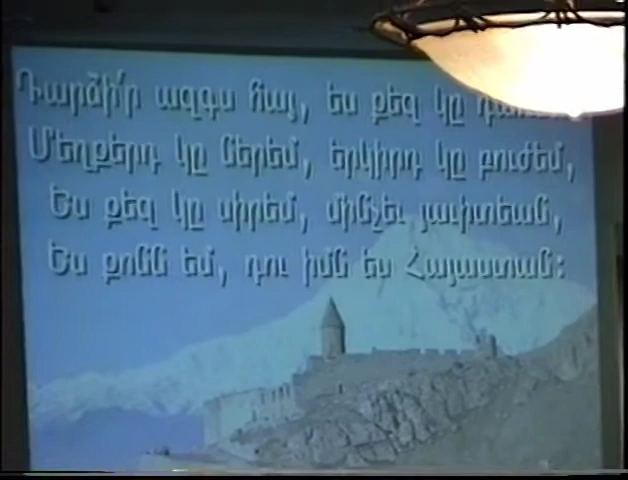 Դարձի՛ր ազգս հայ, ես քեզ կը
Մեղքերդ կը ներեմ, երկիրդ կը բուժեմ,
Ես քեզ կը սիրեմ, մինչեւ յաւիտեան,
Ես քոնն եմ, դու իմն ես Հայաստան: